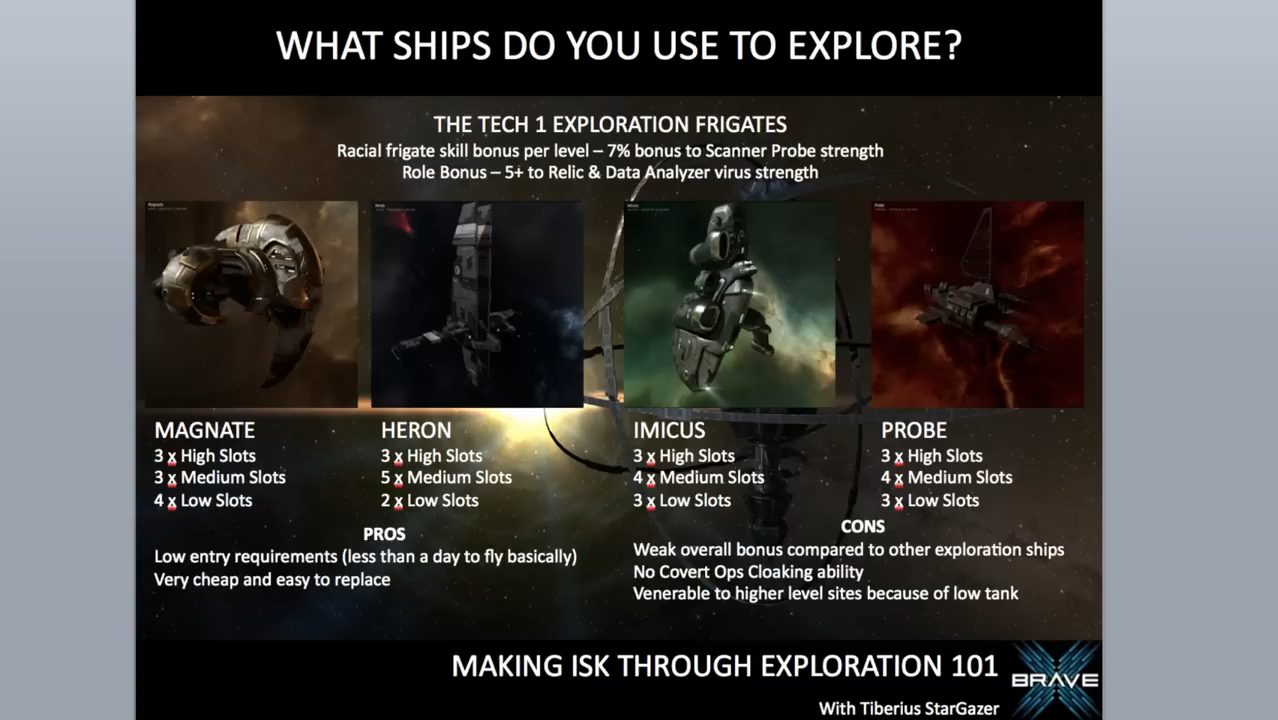 WHAT SHIPS DO YOU USE TO EXPLORE?
THE TECH 1 EXPLORATION FRIGATES
Racial frigate skill bonus per level – 7% bonus to Scanner Probe strength
Role Bonus – 5+ to Relic & Data Analyzer virus strength
Magnate
Heron
Imicus
Probe
MAGNATE
3 x High Slots
3 x Medium Slots
4 x Low Slots
HERON
3 x High Slots
5 x Medium Slots
2 x Low Slots
IMICUS
3 x High Slots
4 x Medium Slots
3 x Low Slots
PROBE
3 x High Slots
4 x Medium Slots
3 x Low Slots
PROS
Low entry requirements (less than a day to fly basically)
Very cheap and easy to replace
CONS
Weak overall bonus compared to other exploration ships
No Covert Ops Cloaking ability
Venerable to higher level sites because of low tank
MAKING ISK THROUGH EXPLORATION 101
BRAVE
With Tiberius StarGazer